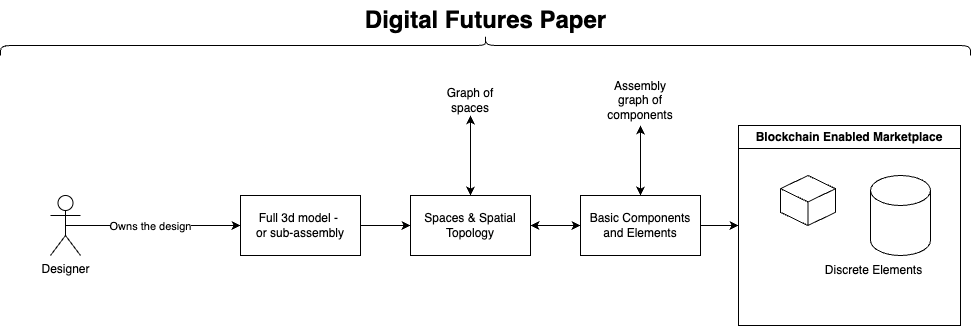 Digital Futures Paper
Graph of
spaces
Assembly
graph of
components
Blockchain Enabled Marketplace
Owns the design
Full 3d model -
or sub-assembly
Spaces & Spatial
Topology
Basic Components
and Elements
Designer
Discrete Elements